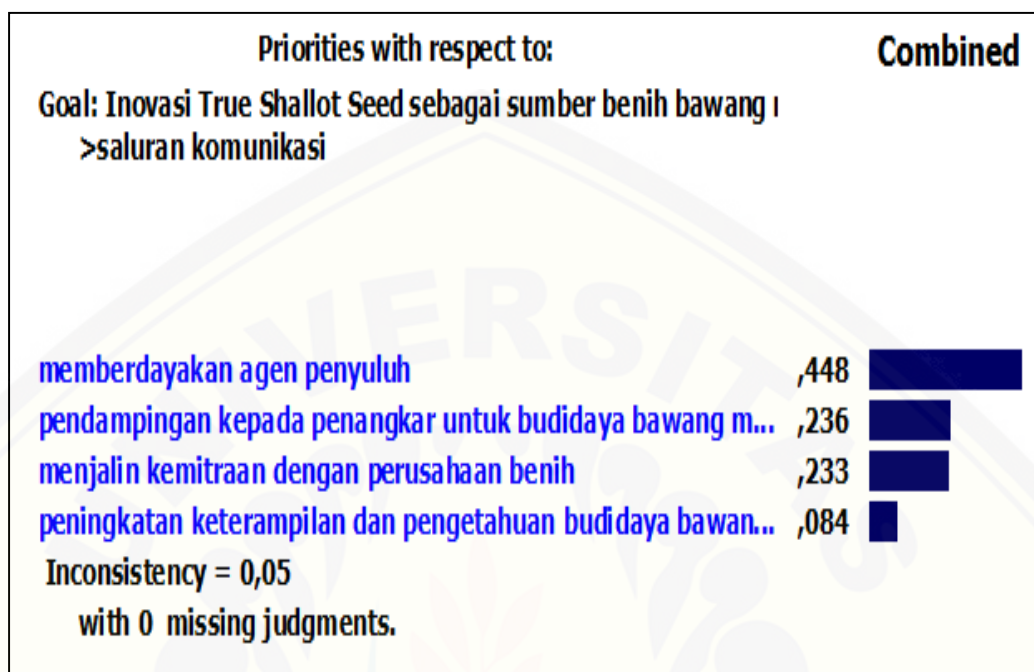 Priorities with respect to:
Combined
Goal: Inovasi True Shallot Seed sebagai sumber benih bawang
>saluran komunikasi
memberdayakan agen penyuluh ,448
pendampingan kepada penangkar untuk budidaya bawang m... ,236
menjalin kemitraan dengan perusahaan benih ,233
peningkatan keterampilan dan pengetahuan budidaya bawan... ,084
Inconsistency = 0,05
with 0 missing judgments.
UNIVERSITAS